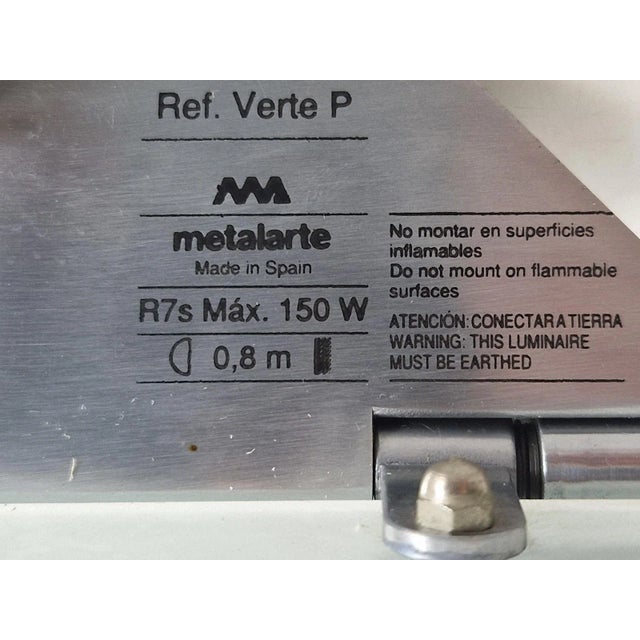 Ref. Verte P
metalarte
Made in Spain
R7s Máx. 150 W
0,8 m
No montar en superficies
inflamables
Do not mount on flammable
surfaces
ATENCIÓN: CONECTAR A TIERRA
WARNING: THIS LUMINAIRE
MUST BE EARTHED